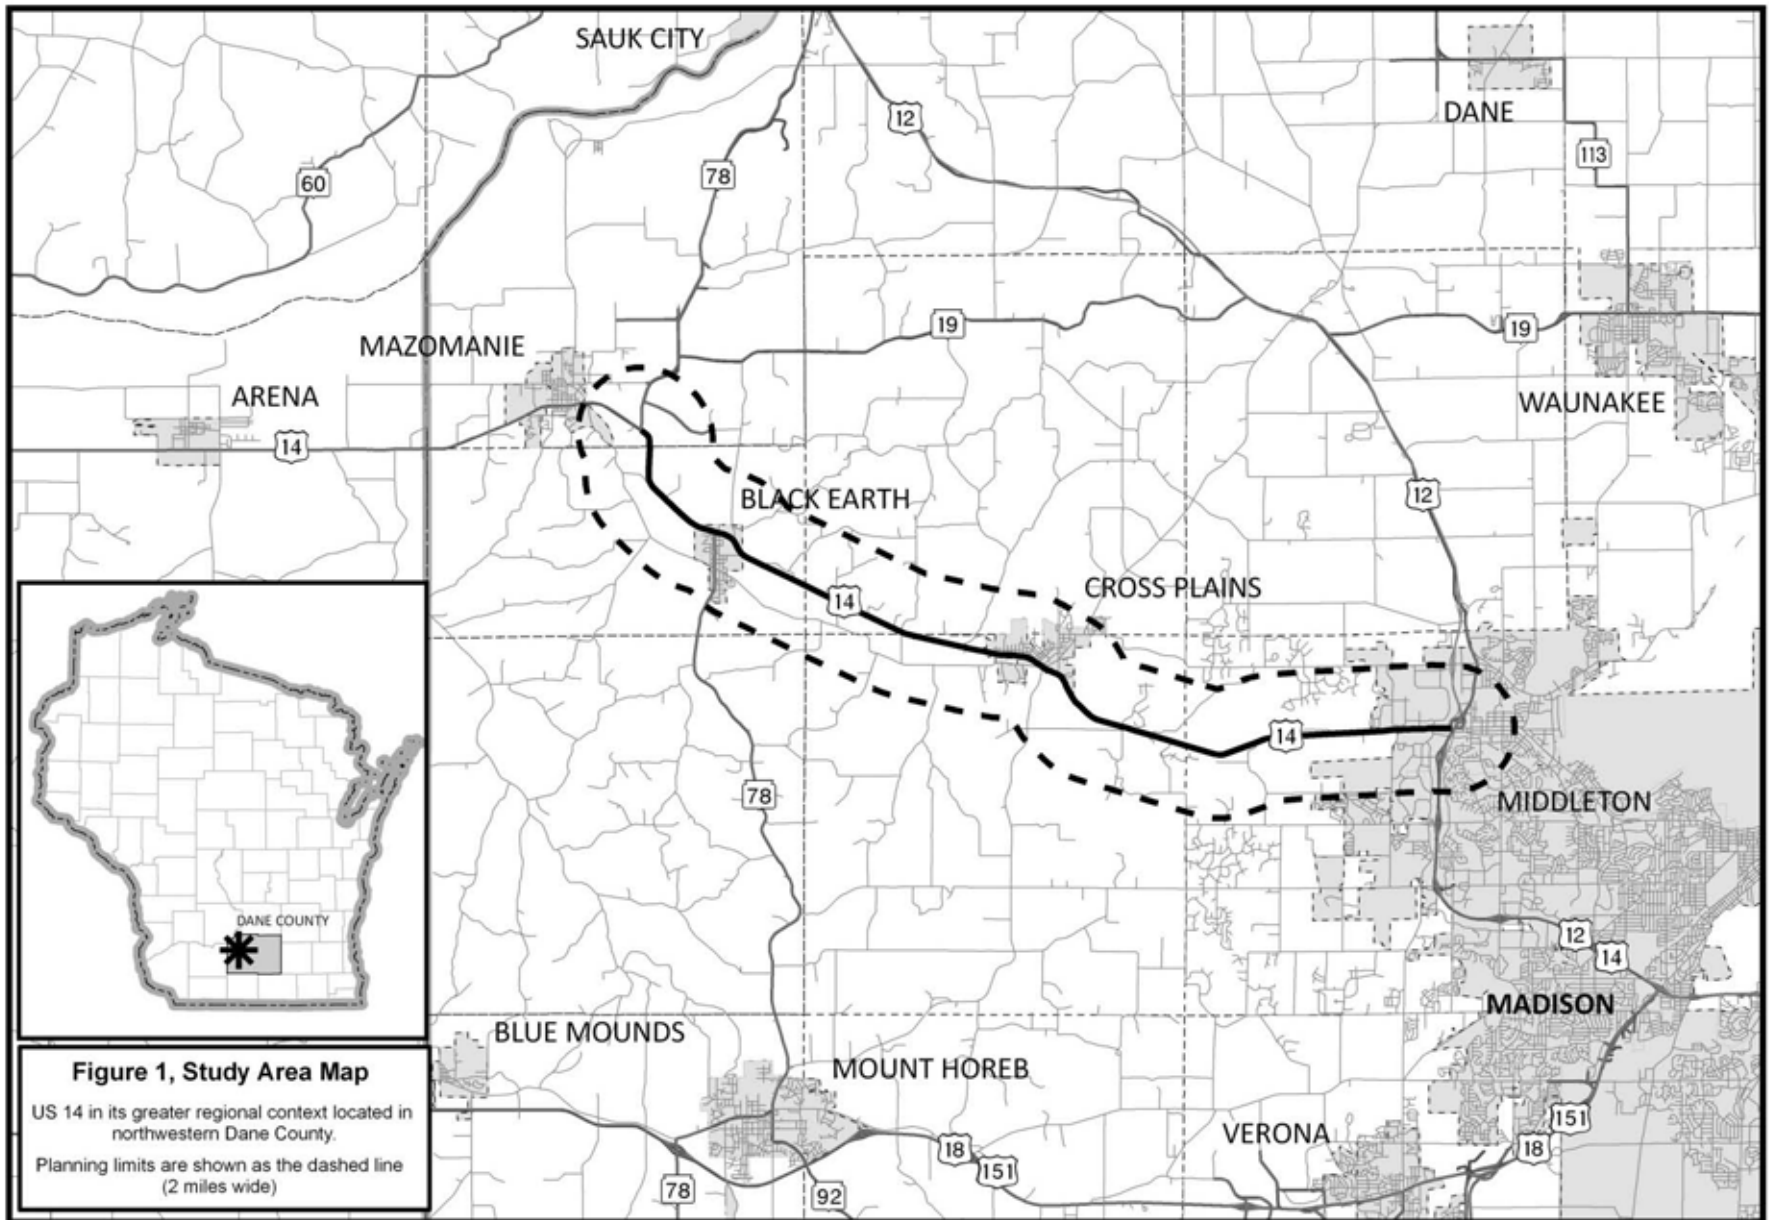 SAUK CITY
12
DANE
113
78
60
MAZOMANIE
19
19
ARENA
WAUNAKEE
14
BLACK EARTH
12
CROSS PLAINS
14
14
78
MIDDLETON
DANE COUNTY
12
14
MADISON
BLUE MOUNDS
MOUNT HOREB
Figure 1, Study Area Map
US 14 in its greater regional context located in
northwestern Dane County.
Planning limits are shown as the dashed line
(2 miles wide)
151
VERONA
18
18
151
78
92